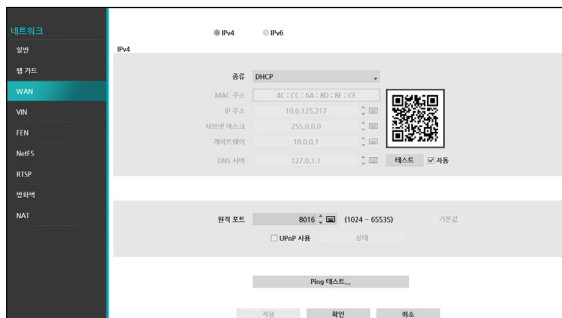 네트워크
일반
웹 가드
WAN
VIN
FEN
NetFS
RTSP
방화벽
NAT
IPv4 IPv6
IPv4
종류 DHCP
MAC 주소 4C : CC : 6A : 8D : 8F : CE
IP 주소 10.0.125.217
서브넷 마스크 255.0.0.0
게이트웨이 10.0.0.1
DNS 서버 127.0.1.1 테스트 자동
원격 포트 8016 (1024 ~ 65535) 기본값
UPnP 사용 상태
Ping 테스트...
적용 확인 취소